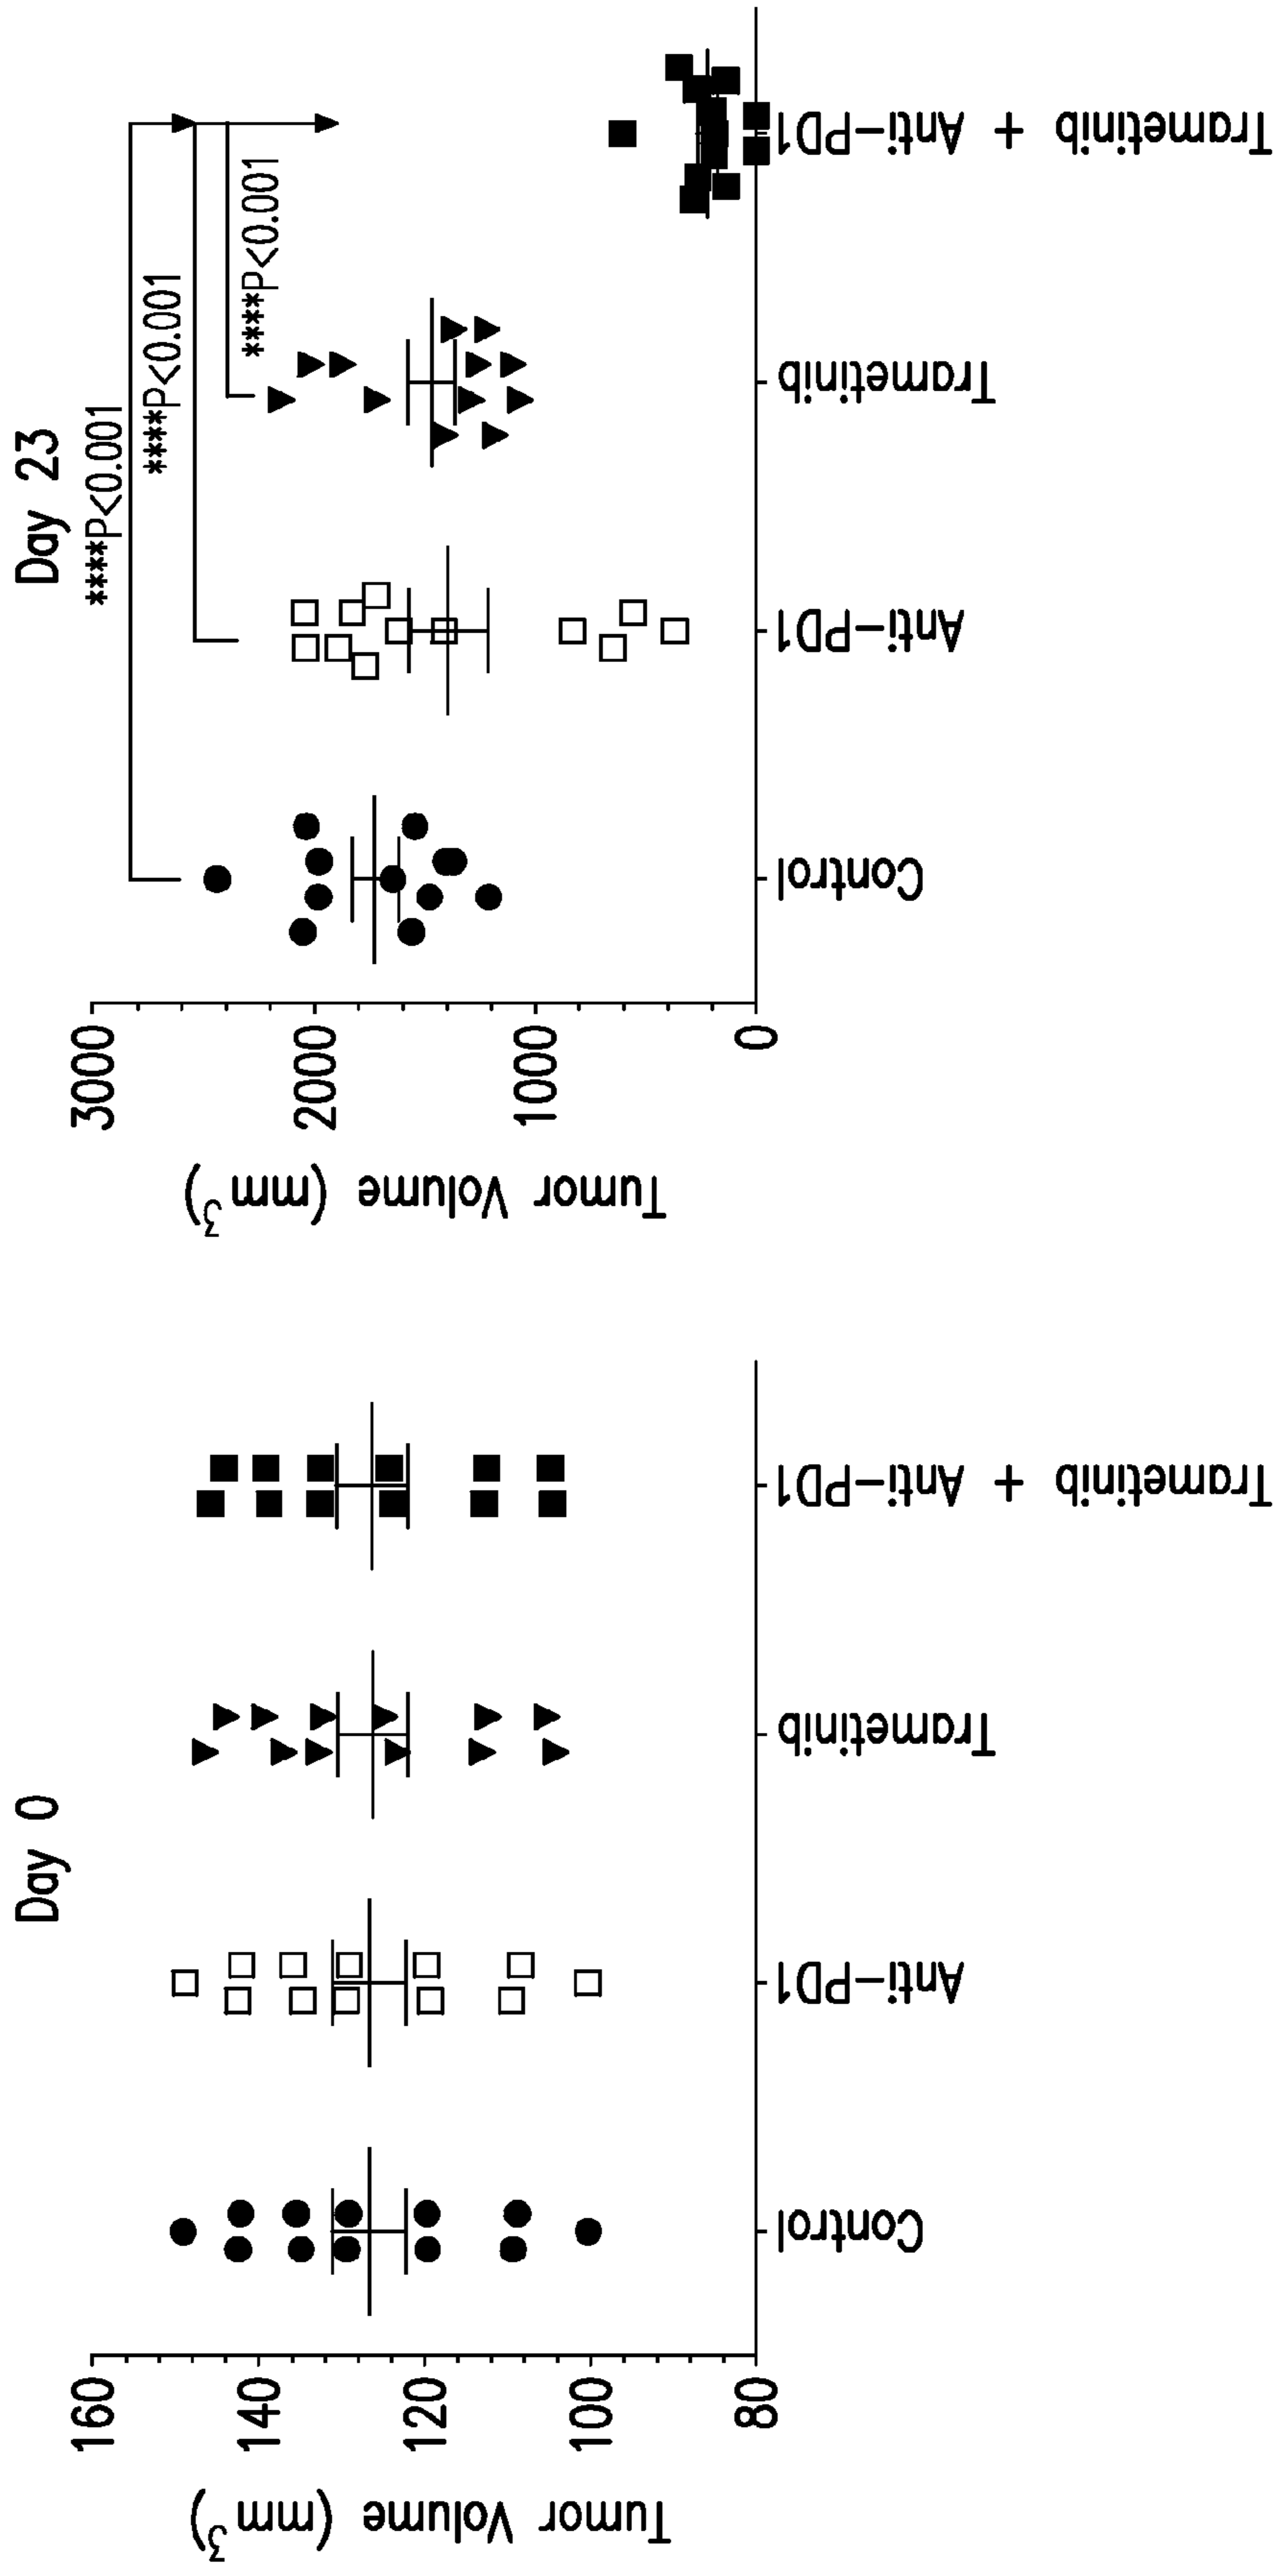 Day 0
Tumor Volume (mm3)
160
140
120
100
80
Control
Anti-PD1
Trametinib
Trametinib + Anti-PD1
Day 23
****P<0.001
****P<0.001
****P<0.001
Tumor Volume (mm3)
3000
2000
1000
0
Control
Anti-PD1
Trametinib
Trametinib + Anti-PD1